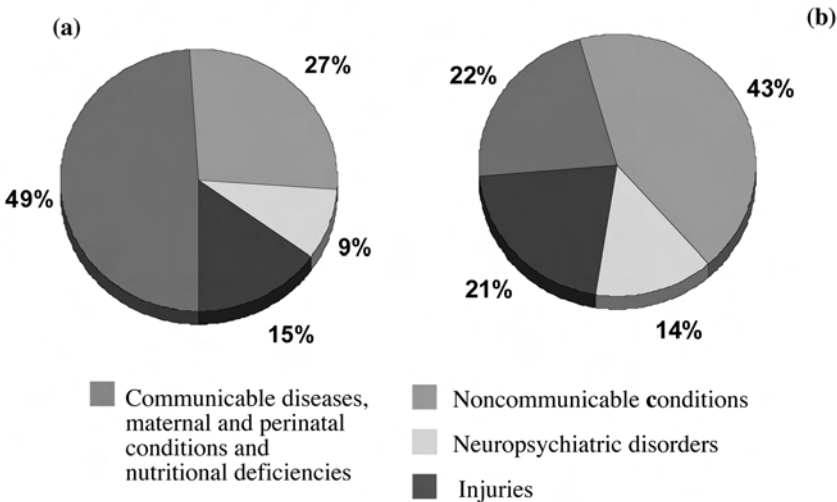 (a)
27%
49%
9%
15%
(b)
22%
43%
21%
14%
Communicable diseases,
maternal and perinatal
conditions and
nutritional deficiencies
Noncommunicable conditions
Neuropsychiatric disorders
Injuries